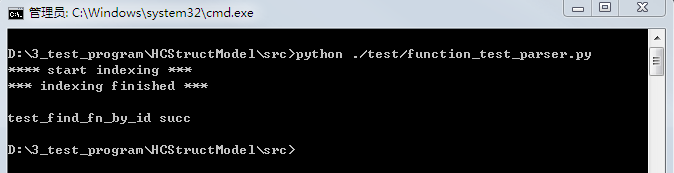 管理员: C:\Windows\system32\cmd.exe
D:\3_test_program\HCStructModel\src>python ./test/function_test_parser.py
**** start indexing ***
*** indexing finished ***
test_find_fn_by_id succ
D:\3_test_program\HCStructModel\src>